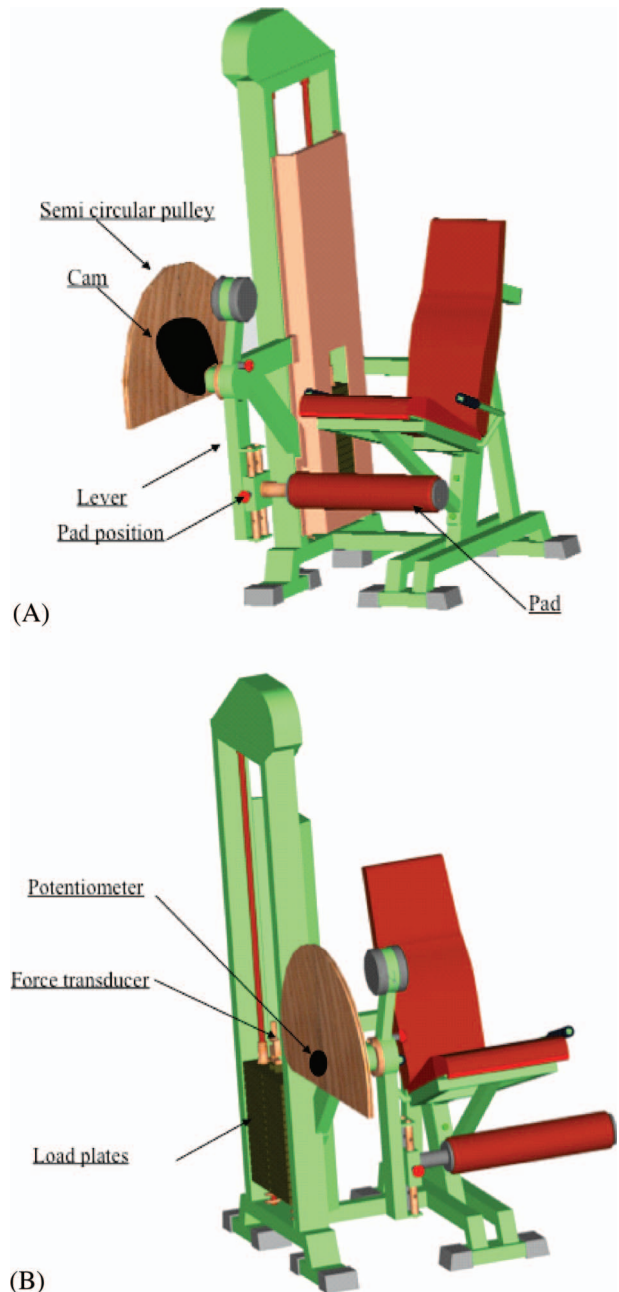 Semi circular pulley
Cam
Lever
Pad position
Pad
(A)
Potentiometer
Force transducer
Load plates
(B)